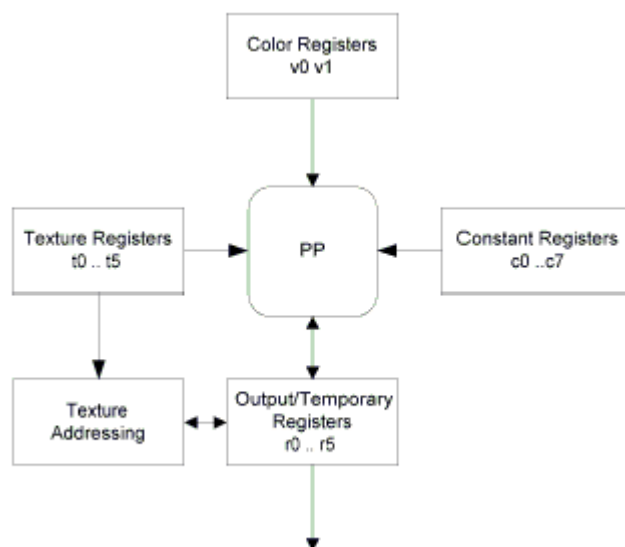 Color Registers
v0 v1
Texture Registers
t0 .. t5
PP
Constant Registers
c0 ..c7
Texture
Addressing
Output/Temporary
Registers
r0 .. r5